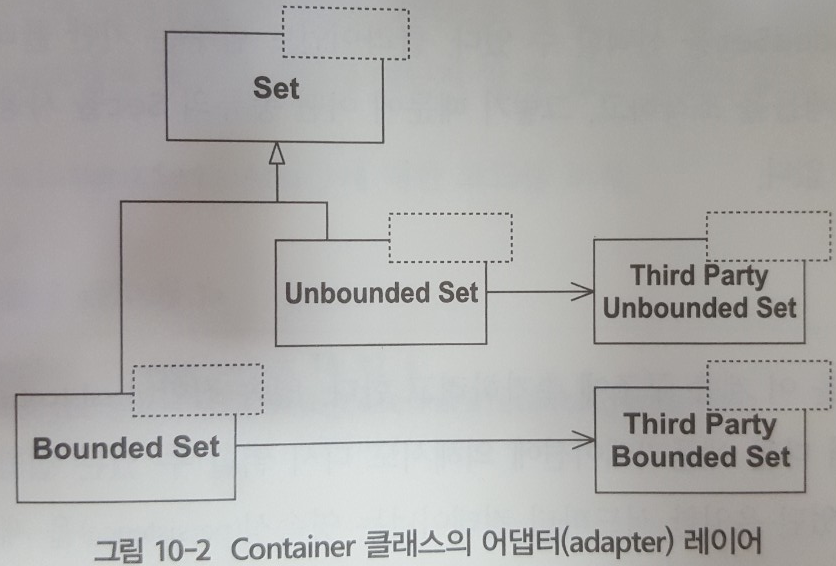 Set
Unbounded Set
Third Party
Unbounded Set
Bounded Set
Third Party
Bounded Set
그림 10-2 Container 클래스의 어댑터(adapter) 레이어